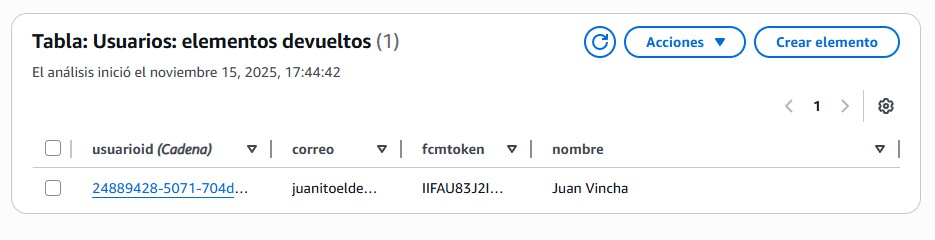 Tabla: Usuarios: elementos devueltos (1)
Acciones
Crear elemento
El análisis inició el noviembre 15, 2025, 17:44:42
1
usuarioid (Cadena) correo fcmtoken nombre
24889428-5071-704d... juanitoelde... IIFAU83J2I... Juan Vincha